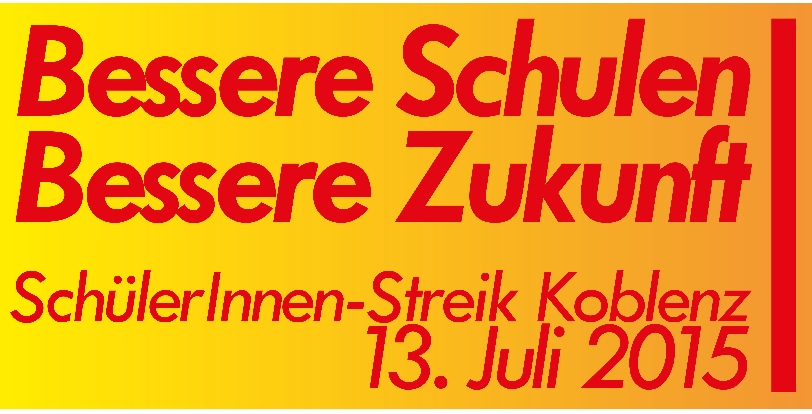 Bessere Schulen
Bessere Zukunft
SchülerInnen-Streik Koblenz
13. Juli 2015